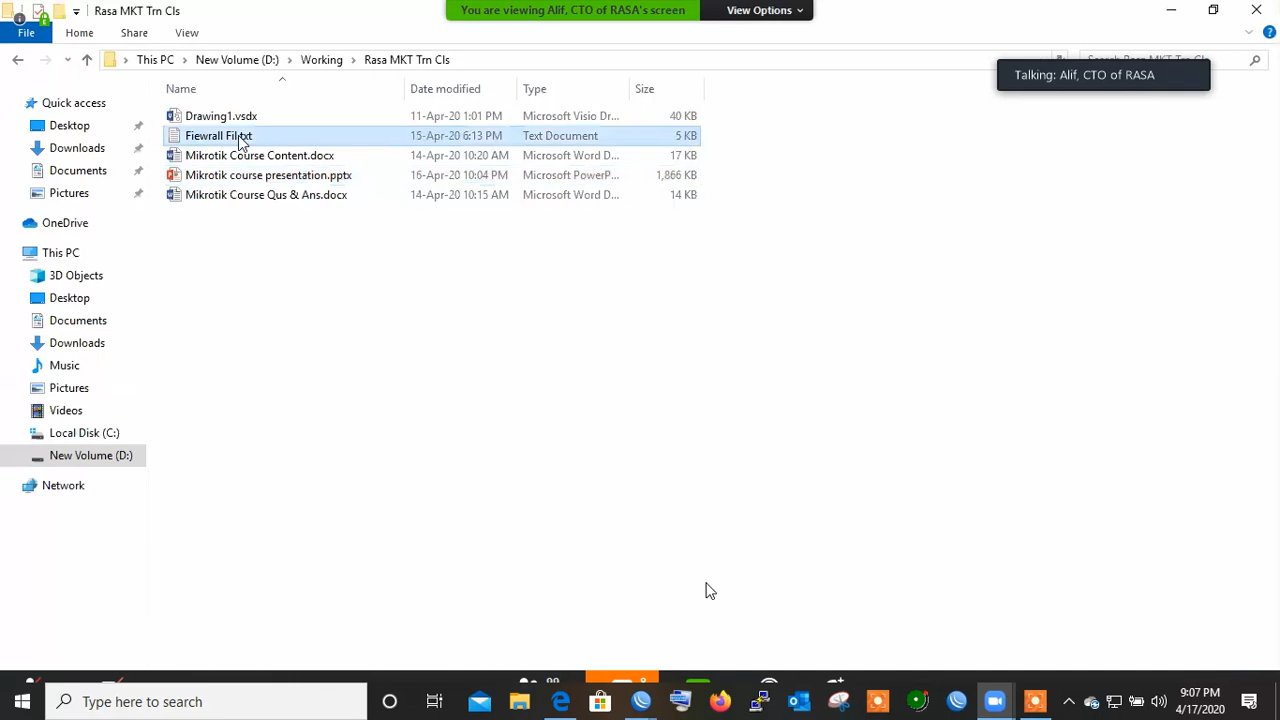 Rasa MKT Trn Cls
You are viewing Alif, CTO of RASA's screen
View Options
File Home Share View
This PC New Volume (D:) Working Rasa MKT Trn Cls
Talking: Alif, CTO of RASA
Name Date modified Type Size
Drawing1.vsdx 11-Apr-20 1:01 PM Microsoft Visio Dr... 40 KB
Fiewrall Fil.txt 15-Apr-20 6:13 PM Text Document 5 KB
Mikrotik Course Content.docx 14-Apr-20 10:20 AM Microsoft Word D... 17 KB
Mikrotik course presentation.pptx 16-Apr-20 10:04 PM Microsoft PowerP... 1,866 KB
Mikrotik Course Qus & Ans.docx 14-Apr-20 10:15 AM Microsoft Word D... 14 KB
Quick access
Desktop
Downloads
Documents
Pictures
OneDrive
This PC
3D Objects
Desktop
Documents
Downloads
Music
Pictures
Videos
Local Disk (C:)
New Volume (D:)
Network
Type here to search
9:07 PM
4/17/2020